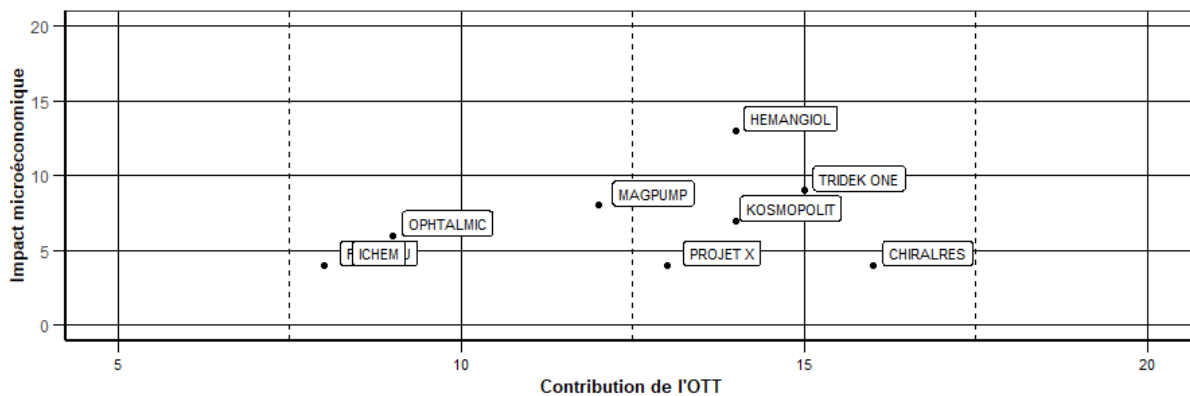 Impact microéconomique
20
15
10
5
0
HEMANGIOL
TRIDEK ONE
MAGPUMP
KOSMOPOLIT
OPHTALMIC
ICHEM
PROJET X
CHIRALRES
5
10
15
20
Contribution de l'OTT